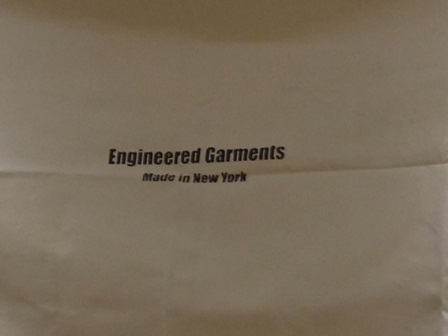 Engineered Garments
Made in New York